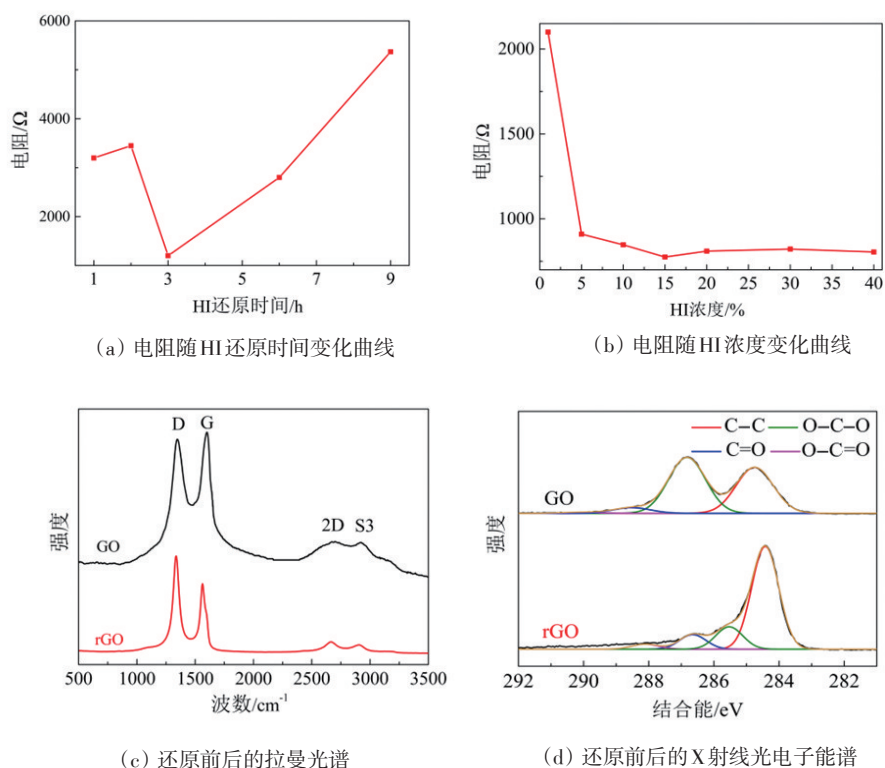 6000
4000
2000
电阻/Ω
1 3 5 7 9
HI还原时间/h
(a) 电阻随HI还原时间变化曲线
2000
1500
1000
电阻/Ω
0 5 10 15 20 25 30 35 40
HI浓度/%
(b) 电阻随HI浓度变化曲线
D G
2D S3
GO
rGO
强度
500 1000 1500 2000 2500 3000 3500
波数/cm⁻¹
(c) 还原前后的拉曼光谱
C-C O-C-O
C=O O-C=O
GO
rGO
强度
292 290 288 286 284 282
结合能/eV
(d) 还原前后的X射线光电子能谱